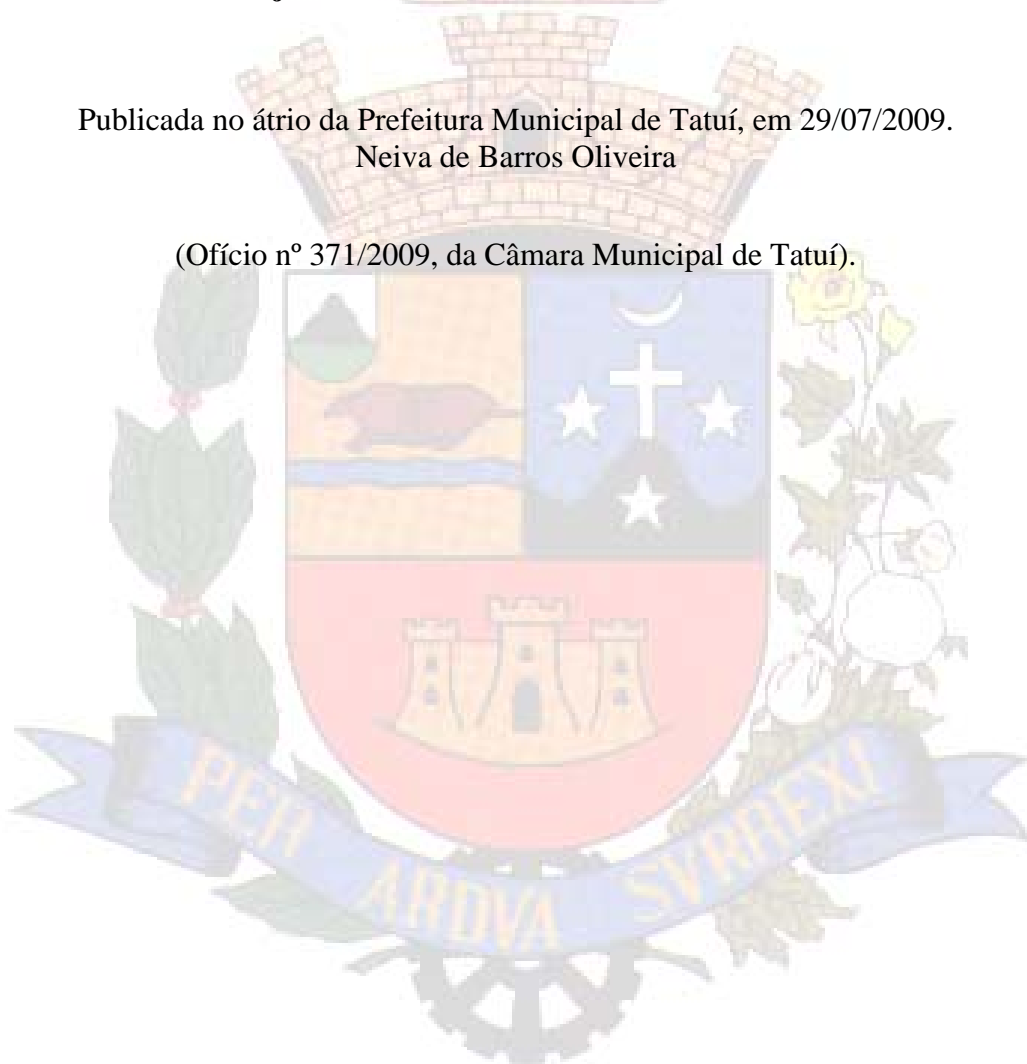 Publicada no átrio da Prefeitura Municipal de Tatuí, em 29/07/2009.
Neiva de Barros Oliveira
(Ofício nº 371/2009, da Câmara Municipal de Tatuí).
PER ARDVA SVRREXI